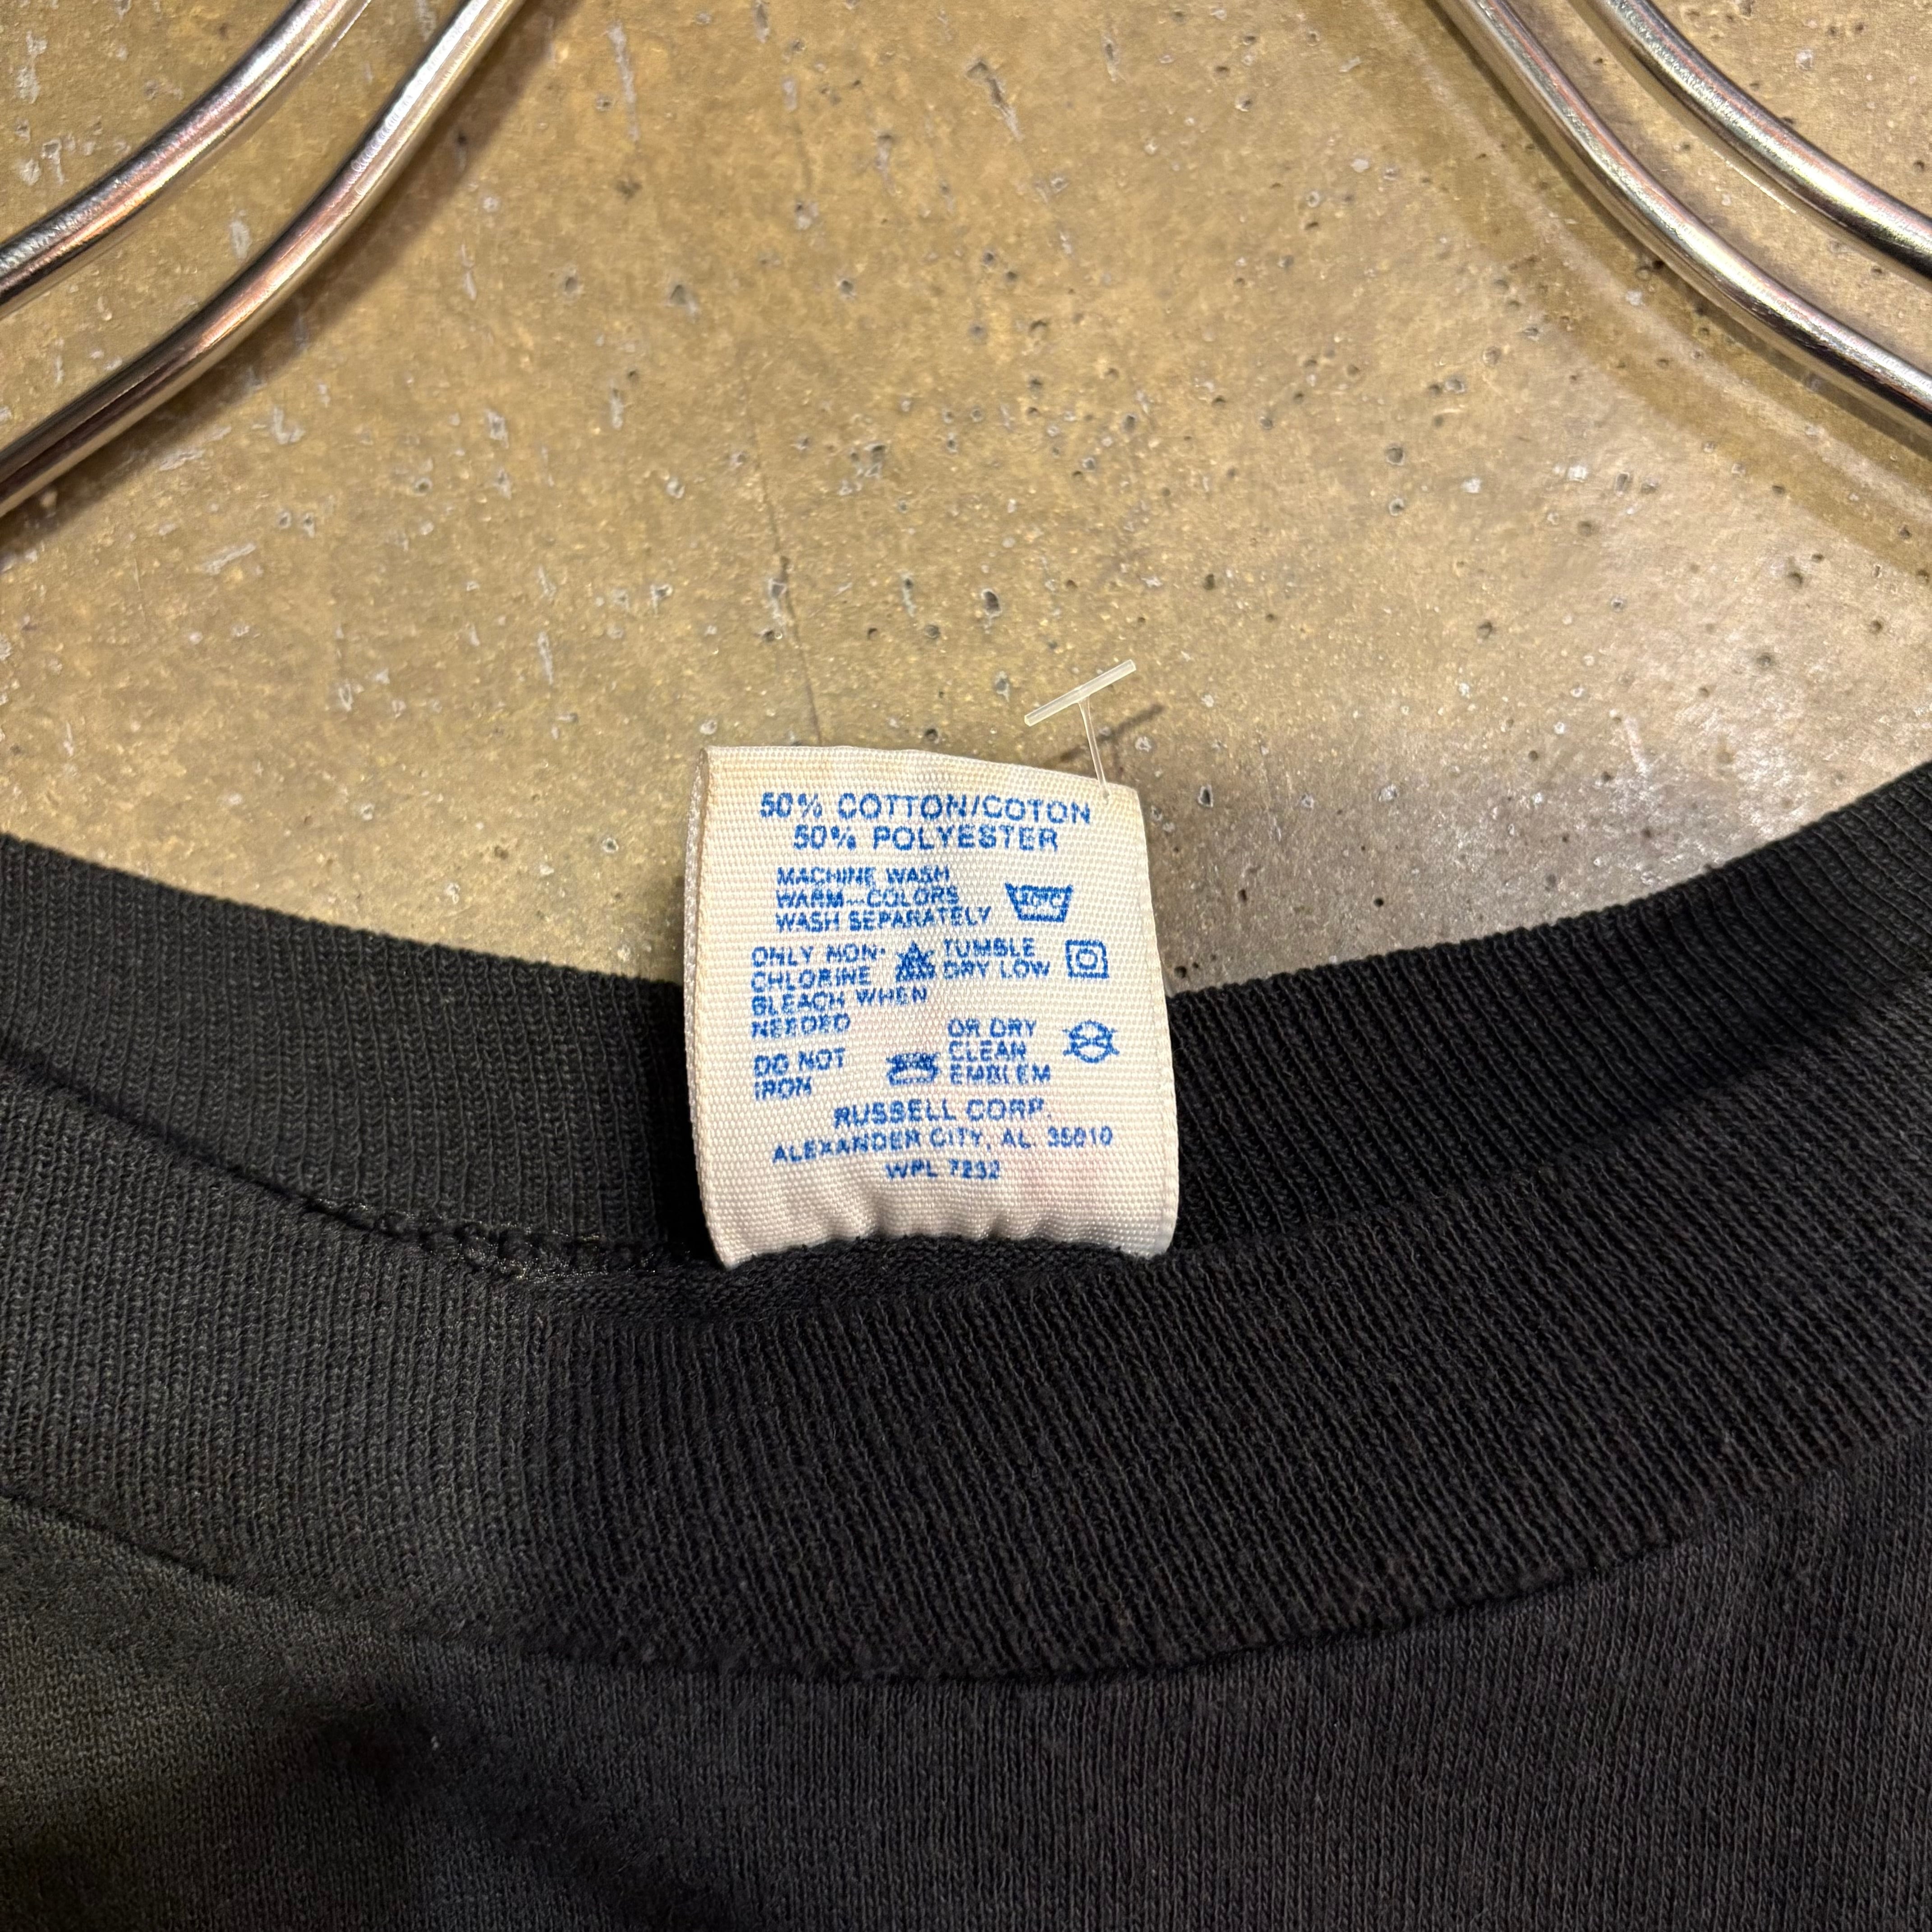 50% COTTON/COTON
50% POLYESTER
MACHINE WASH
WARM—COLORS
WASH SEPARATELY
ONLY NON-
CHLORINE
BLEACH WHEN
NEEDED
TUMBLE
DRY LOW
DO NOT
IRON
OR DRY
CLEAN
EMBLEM
RUSSELL CORP.
ALEXANDER CITY, AL 35010
WPL 7232